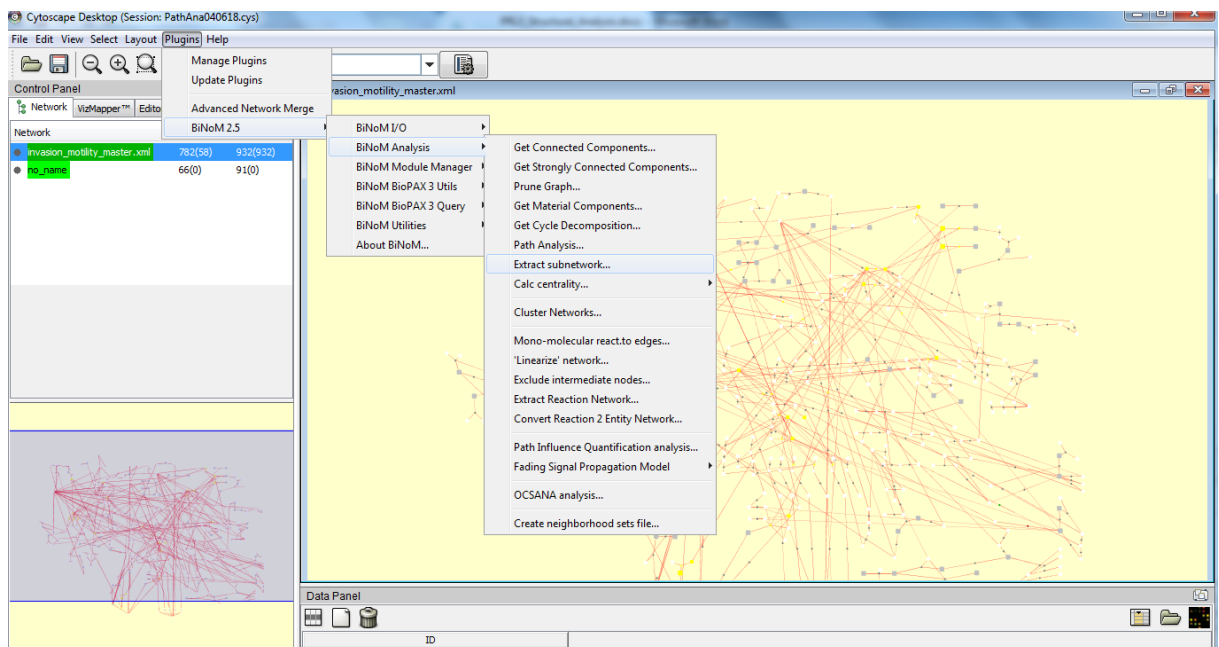 Cytoscape Desktop (Session: PathAna040618.cys)
File Edit View Select Layout Plugins Help
Manage Plugins
Update Plugins
Advanced Network Merge
BiNoM 2.5
Control Panel
Network VizMapper™ Edito
Network
invasion_motility_master.xml 782(58) 932(932)
no_name 66(0) 91(0)
vasion_motility_master.xml
BiNoM I/O
BiNoM Analysis
BiNoM Module Manager
BiNoM BioPAX 3 Utils
BiNoM BioPAX 3 Query
BiNoM Utilities
About BiNoM...
Get Connected Components...
Get Strongly Connected Components...
Prune Graph...
Get Material Components...
Get Cycle Decomposition...
Path Analysis...
Extract subnetwork...
Calc centrality...
Cluster Networks...
Mono-molecular react.to edges...
'Linearize' network...
Exclude intermediate nodes...
Extract Reaction Network...
Convert Reaction 2 Entity Network...
Path Influence Quantification analysis...
Fading Signal Propagation Model
OCSANA analysis...
Create neighborhood sets file...
Data Panel
ID